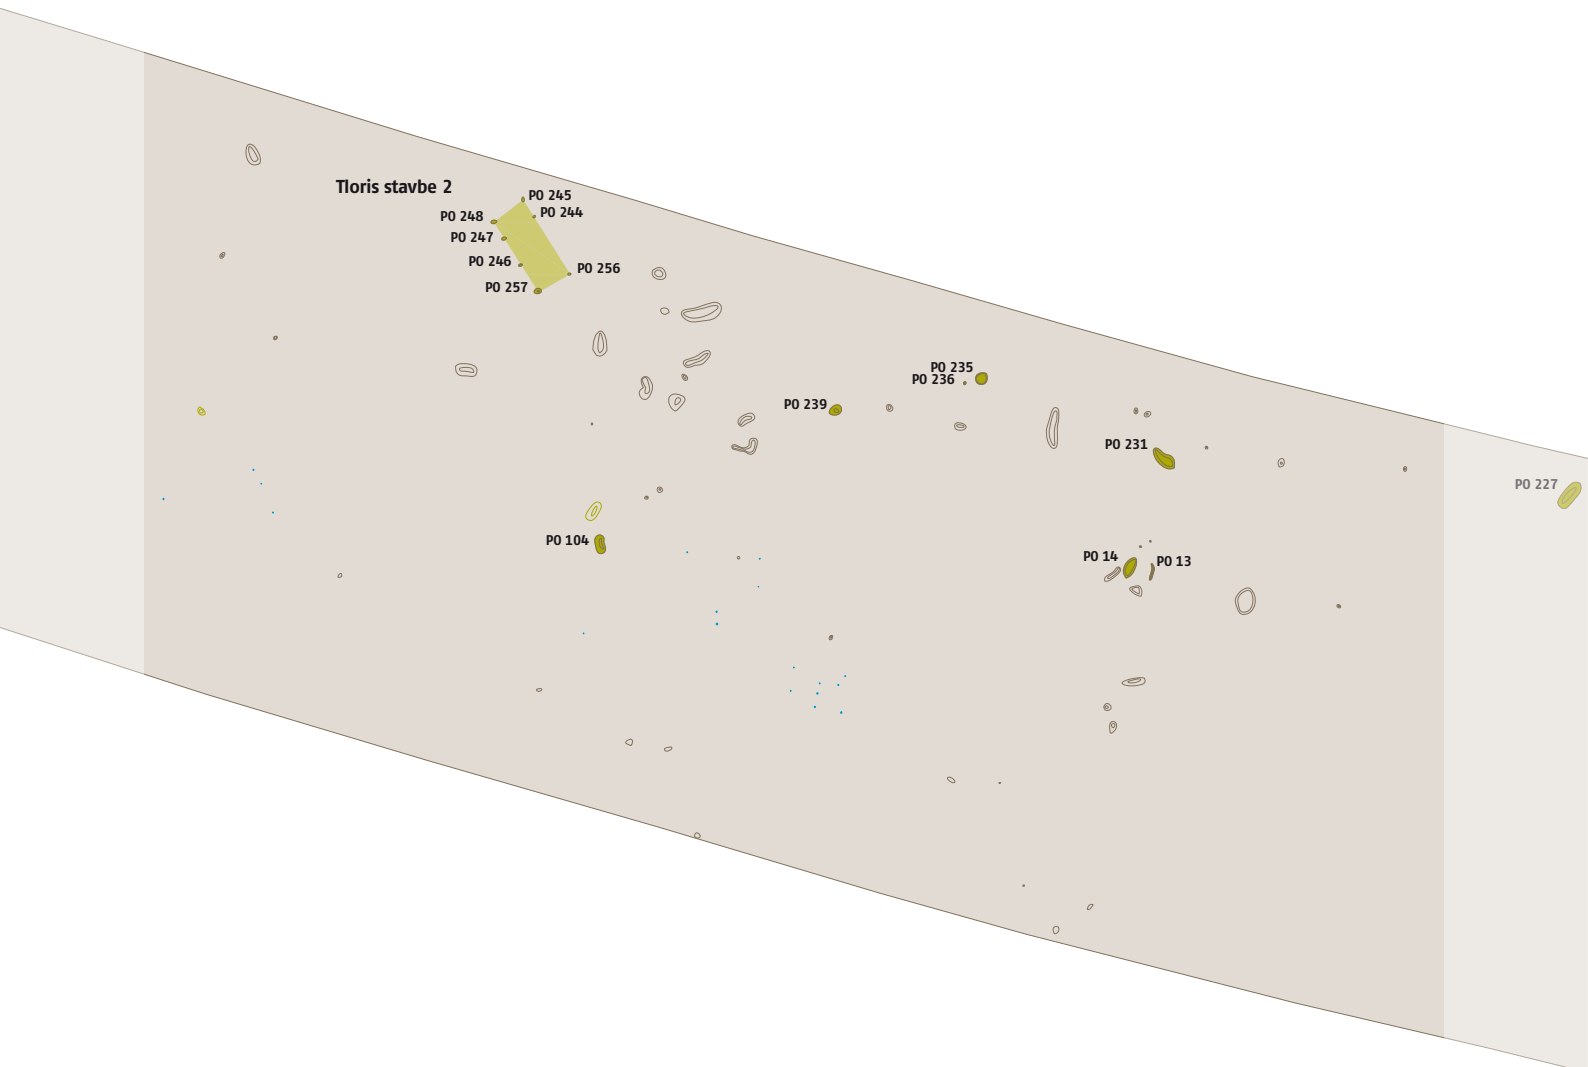 Tloris stavbe 2
PO 245
PO 248
PO 244
PO 247
PO 246
PO 256
PO 257
PO 235
PO 236
PO 239
PO 231
PO 227
PO 104
PO 14
PO 13